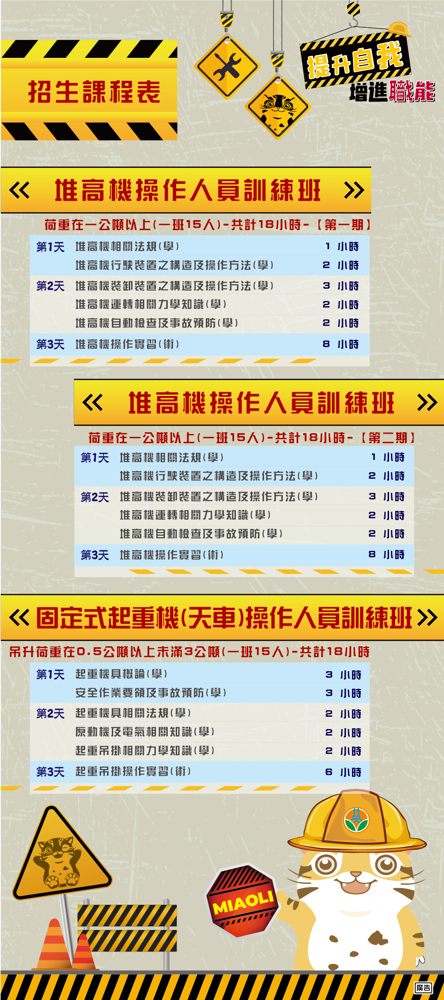 提升自我
增進職能
招生課程表
堆高機操作人員訓練班
荷重在一公噸以上(一班15人)-共計18小時-【第一期】
第1天 堆高機相關法規(學) 1 小時
堆高機行駛裝置之構造及操作方法(學) 2 小時
第2天 堆高機裝卸裝置之構造及操作方法(學) 3 小時
堆高機運轉相關力學知識(學) 2 小時
堆高機自動檢查及事故預防(學) 2 小時
第3天 堆高機操作實習(術) 8 小時
堆高機操作人員訓練班
荷重在一公噸以上(一班15人)-共計18小時-【第二期】
第1天 堆高機相關法規(學) 1 小時
堆高機行駛裝置之構造及操作方法(學) 2 小時
第2天 堆高機裝卸裝置之構造及操作方法(學) 3 小時
堆高機運轉相關力學知識(學) 2 小時
堆高機自動檢查及事故預防(學) 2 小時
第3天 堆高機操作實習(術) 8 小時
固定式起重機(天車)操作人員訓練班
吊升荷重在0.5公噸以上未滿3公噸(一班15人)-共計18小時
第1天 起重機具概論(學) 3 小時
安全作業要領及事故預防(學) 3 小時
第2天 起重機具相關法規(學) 2 小時
原動機及電氣相關知識(學) 2 小時
起重吊掛相關力學知識(學) 2 小時
第3天 起重吊掛操作實習(術) 6 小時
MIAOLI
廣告